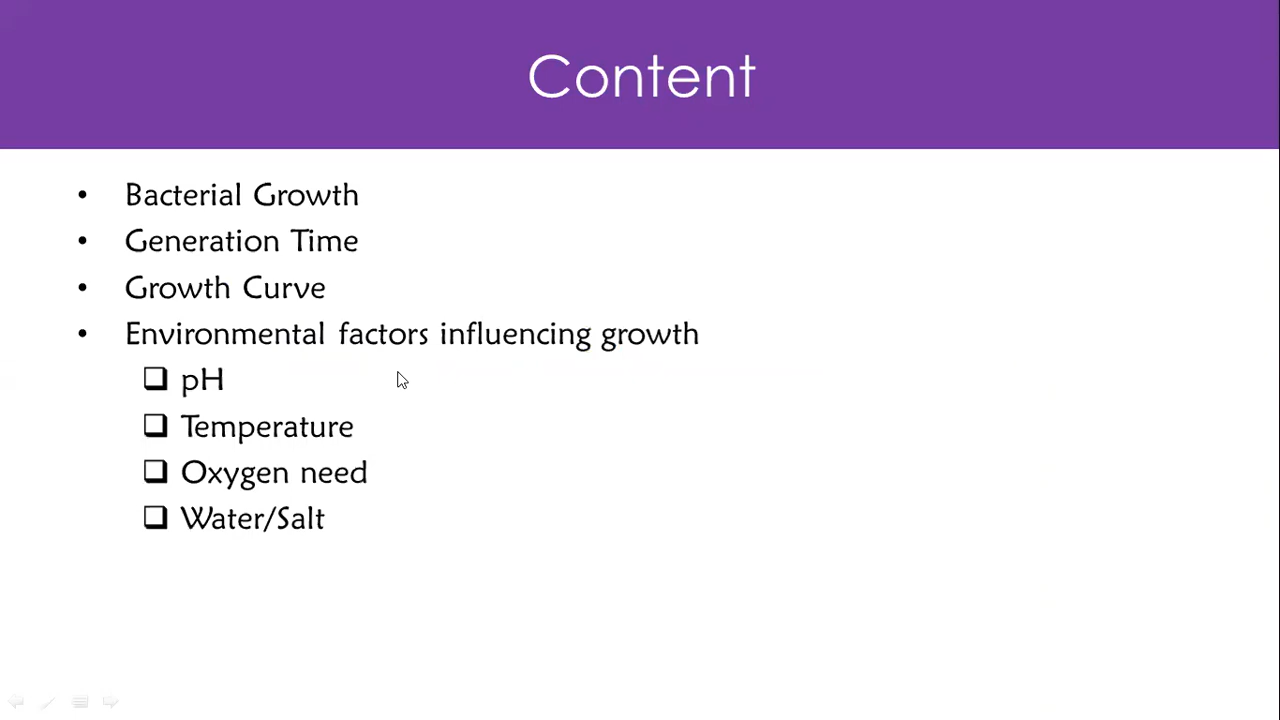 Content
• Bacterial Growth
• Generation Time
• Growth Curve
• Environmental factors influencing growth
❑ pH
❑ Temperature
❑ Oxygen need
❑ Water/Salt